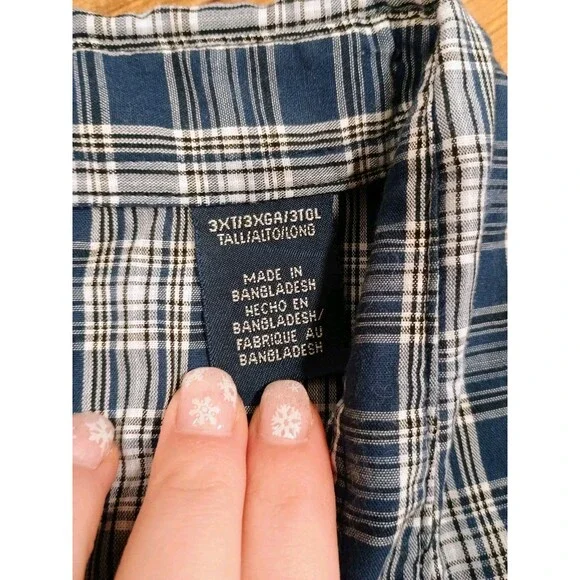 3XT/3XGA/3TGL
TALL/ALTO/LONG
MADE IN
BANGLADESH
HECHO EN
BANGLADESH/
FABRIQUE AU
BANGLADESH